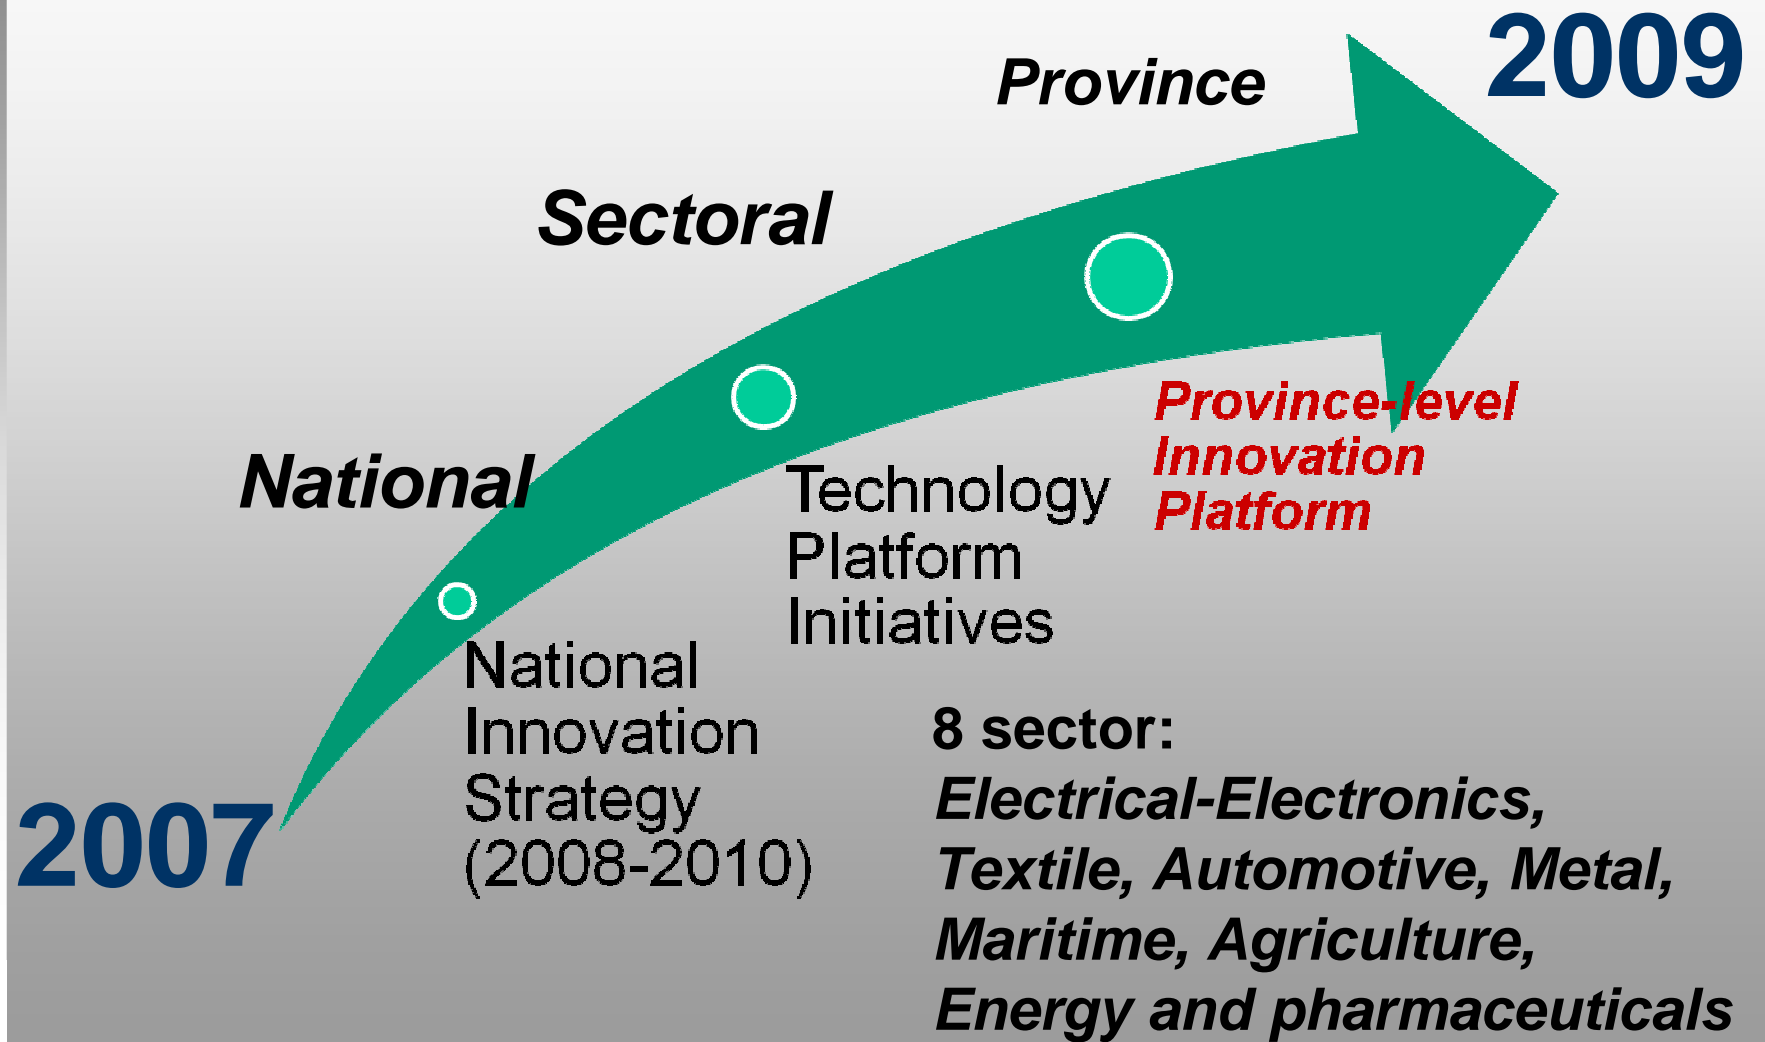 2009
Province
Sectoral
National
Province-level
Innovation
Platform
Technology
Platform
Initiatives
National
Innovation
Strategy
(2008-2010)
2007
8 sector:
Electrical-Electronics,
Textile, Automotive, Metal,
Maritime, Agriculture,
Energy and pharmaceuticals